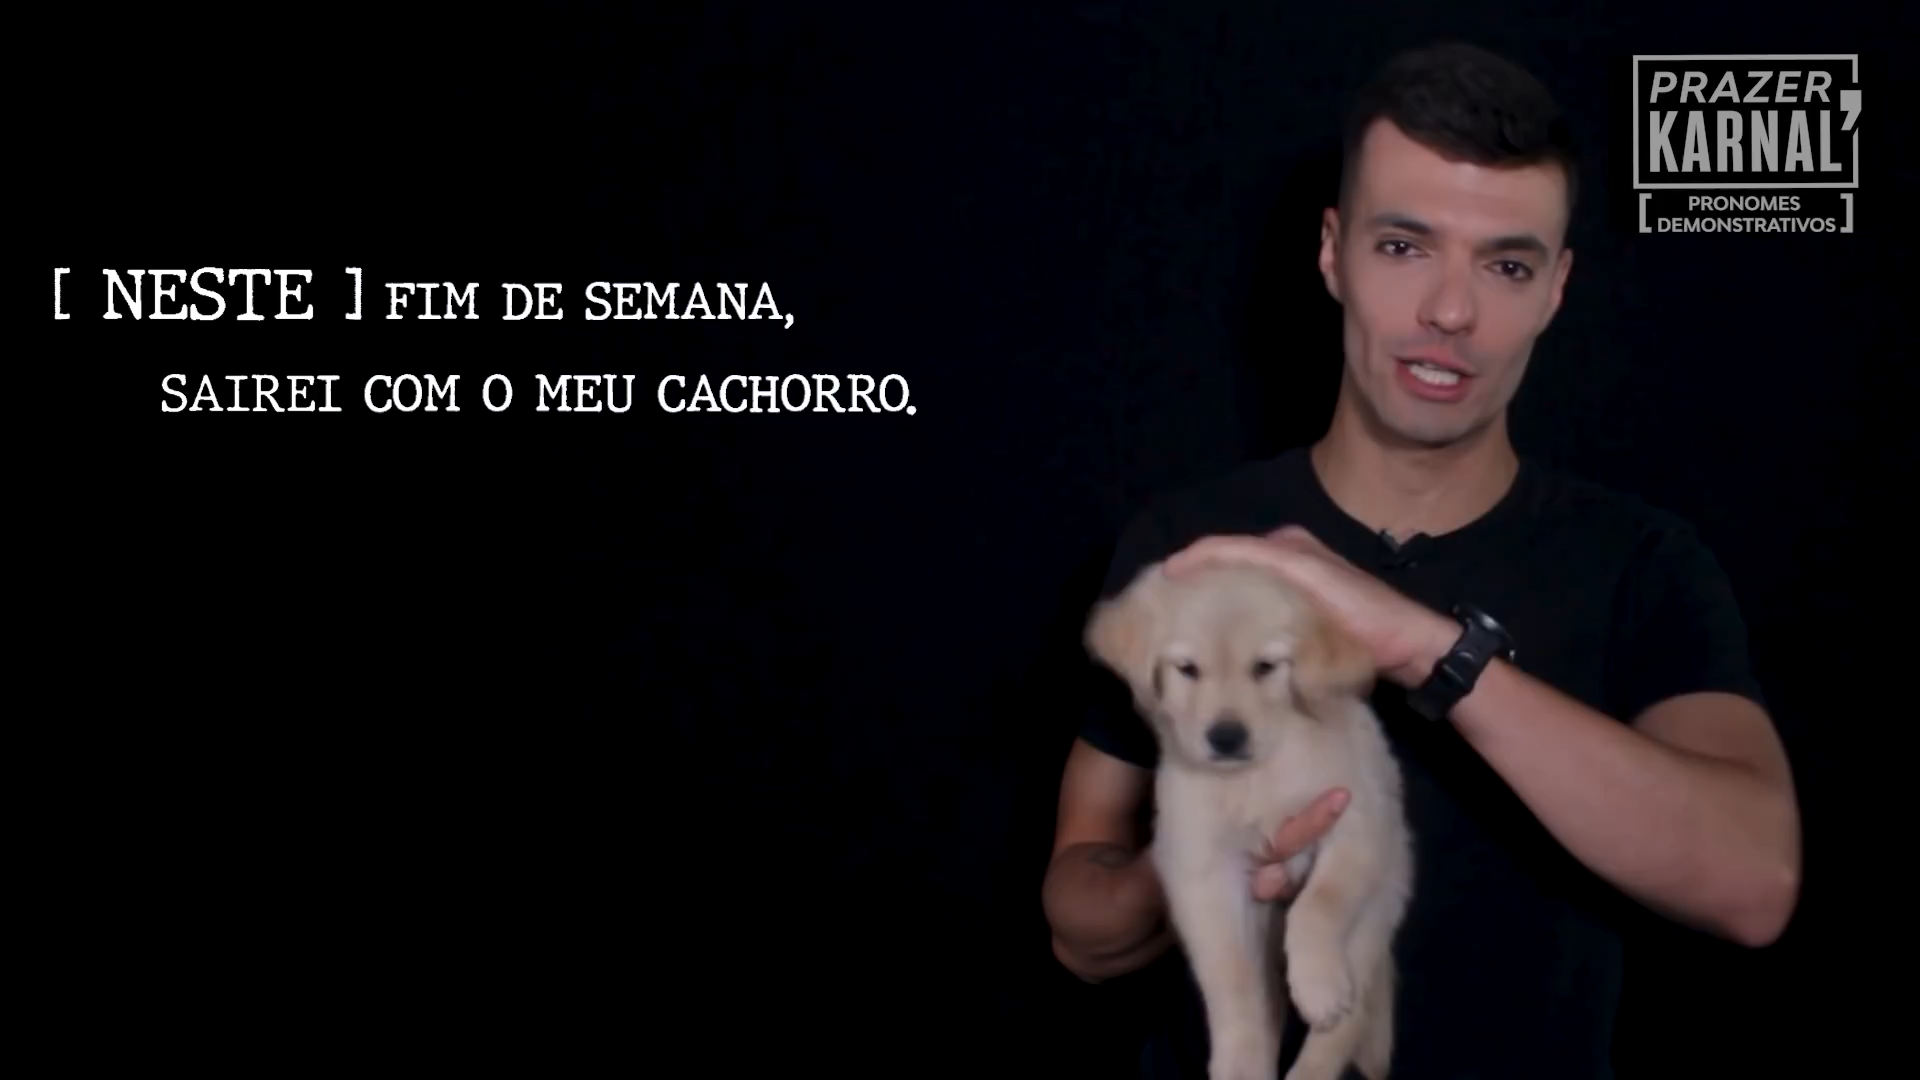 [ NESTE ] FIM DE SEMANA,
SAIREI COM O MEU CACHORRO.
PRAZER,
KARNAL
[ PRONOMES
DEMONSTRATIVOS ]